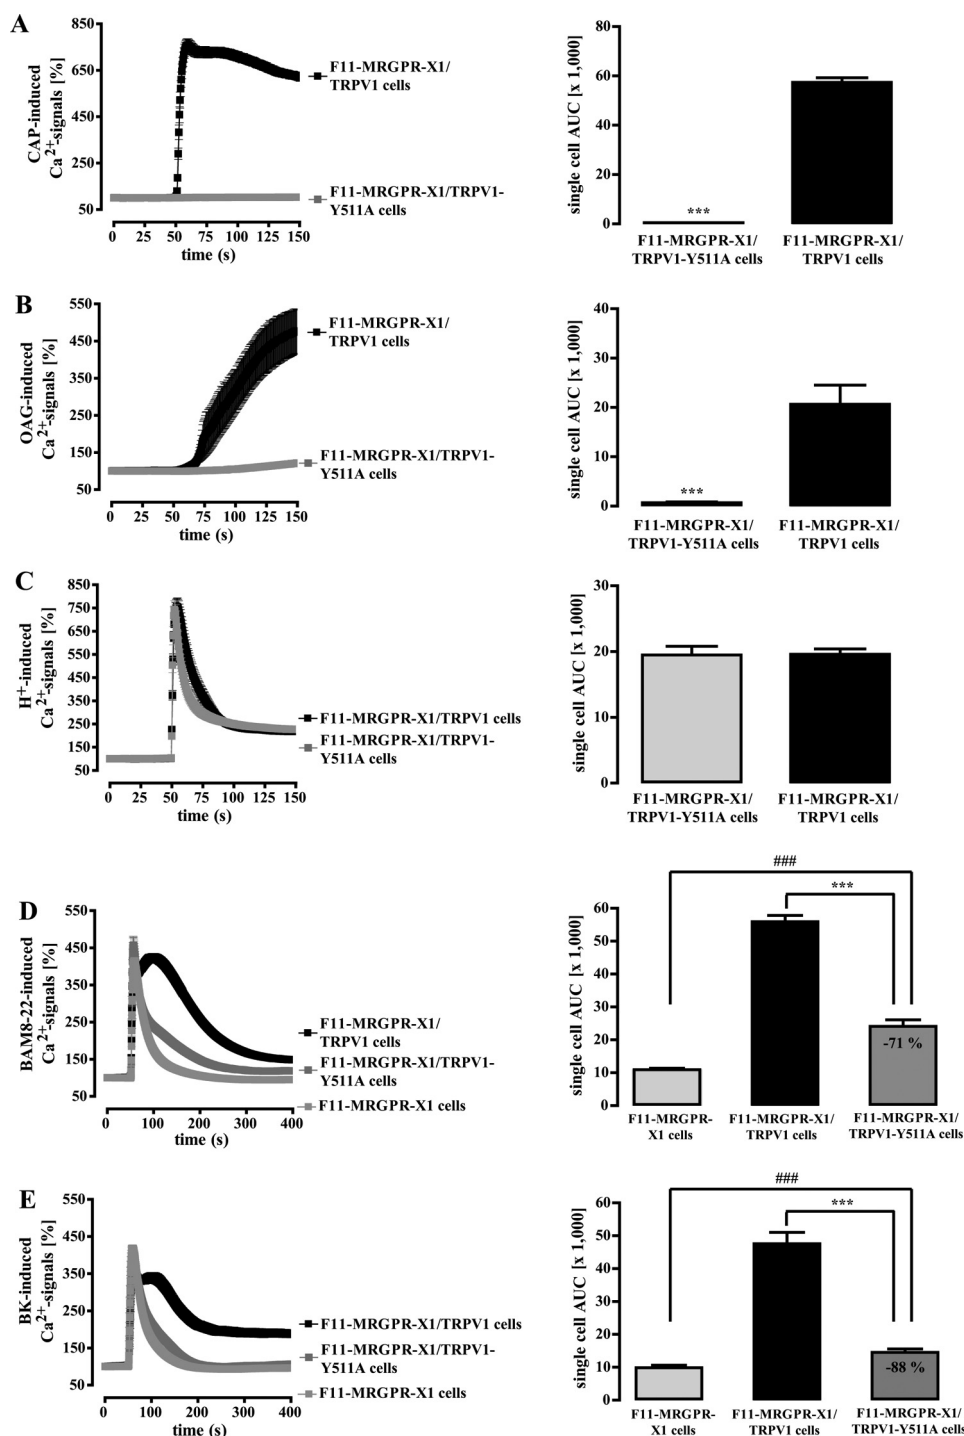 A
CAP-induced
Ca2+-signals [%]
850
650
450
250
50
0 25 50 75 100 125 150
time (s)
F11-MRGPR-X1/
TRPV1 cells
F11-MRGPR-X1/TRPV1-
Y511A cells
single cell AUC [x 1,000]
80
60
40
20
0
***
F11-MRGPR-X1/
TRPV1-Y511A cells
F11-MRGPR-X1/
TRPV1 cells
B
OAG-induced
Ca2+-signals [%]
550
450
350
250
150
50
0 25 50 75 100 125 150
time (s)
F11-MRGPR-X1/
TRPV1 cells
F11-MRGPR-X1/TRPV1-
Y511A cells
single cell AUC [x 1,000]
40
30
20
10
0
***
F11-MRGPR-X1/
TRPV1-Y511A cells
F11-MRGPR-X1/
TRPV1 cells
C
H+-induced
Ca2+-signals [%]
850
750
650
550
450
350
250
150
50
0 25 50 75 100 125 150
time (s)
F11-MRGPR-X1/TRPV1 cells
F11-MRGPR-X1/TRPV1-
Y511A cells
single cell AUC [x 1,000]
30
20
10
0
F11-MRGPR-X1/
TRPV1-Y511A cells
F11-MRGPR-X1/
TRPV1 cells
D
BAM8-22-induced
Ca2+-signals [%]
550
450
350
250
150
50
0 100 200 300 400
time (s)
F11-MRGPR-X1/
TRPV1 cells
F11-MRGPR-X1/TRPV1-
Y511A cells
F11-MRGPR-X1 cells
single cell AUC [x 1,000]
60
50
40
30
20
10
0
###
***
-71 %
F11-MRGPR-
X1 cells
F11-MRGPR-X1/
TRPV1 cells
F11-MRGPR-X1/
TRPV1-Y511A cells
E
BK-induced
Ca2+-signals [%]
550
450
350
250
150
50
0 100 200 300 400
time (s)
F11-MRGPR-X1/TRPV1 cells
F11-MRGPR-X1/TRPV1-
Y511A cells
F11-MRGPR-X1 cells
single cell AUC [x 1,000]
60
50
40
30
20
10
0
###
***
-88 %
F11-MRGPR-
X1 cells
F11-MRGPR-X1/
TRPV1 cells
F11-MRGPR-X1/
TRPV1-Y511A cells